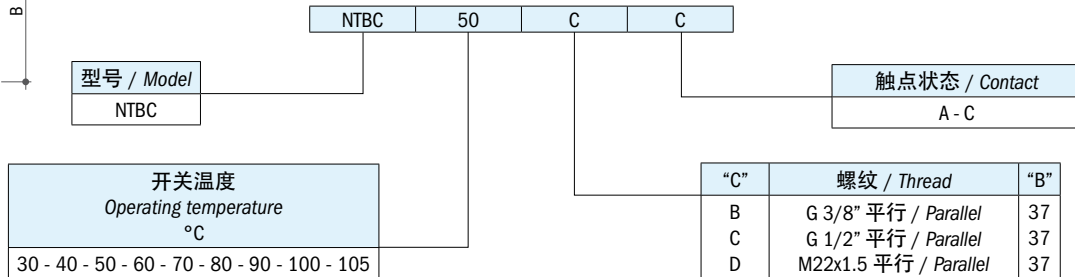 B
NTBC 50 C C
型号 / Model
NTBC
触点状态 / Contact
A - C
开关温度
Operating temperature
°C
30 - 40 - 50 - 60 - 70 - 80 - 90 - 100 - 105
“C” 螺纹 / Thread “B”
B G 3/8” 平行 / Parallel 37
C G 1/2” 平行 / Parallel 37
D M22x1.5 平行 / Parallel 37